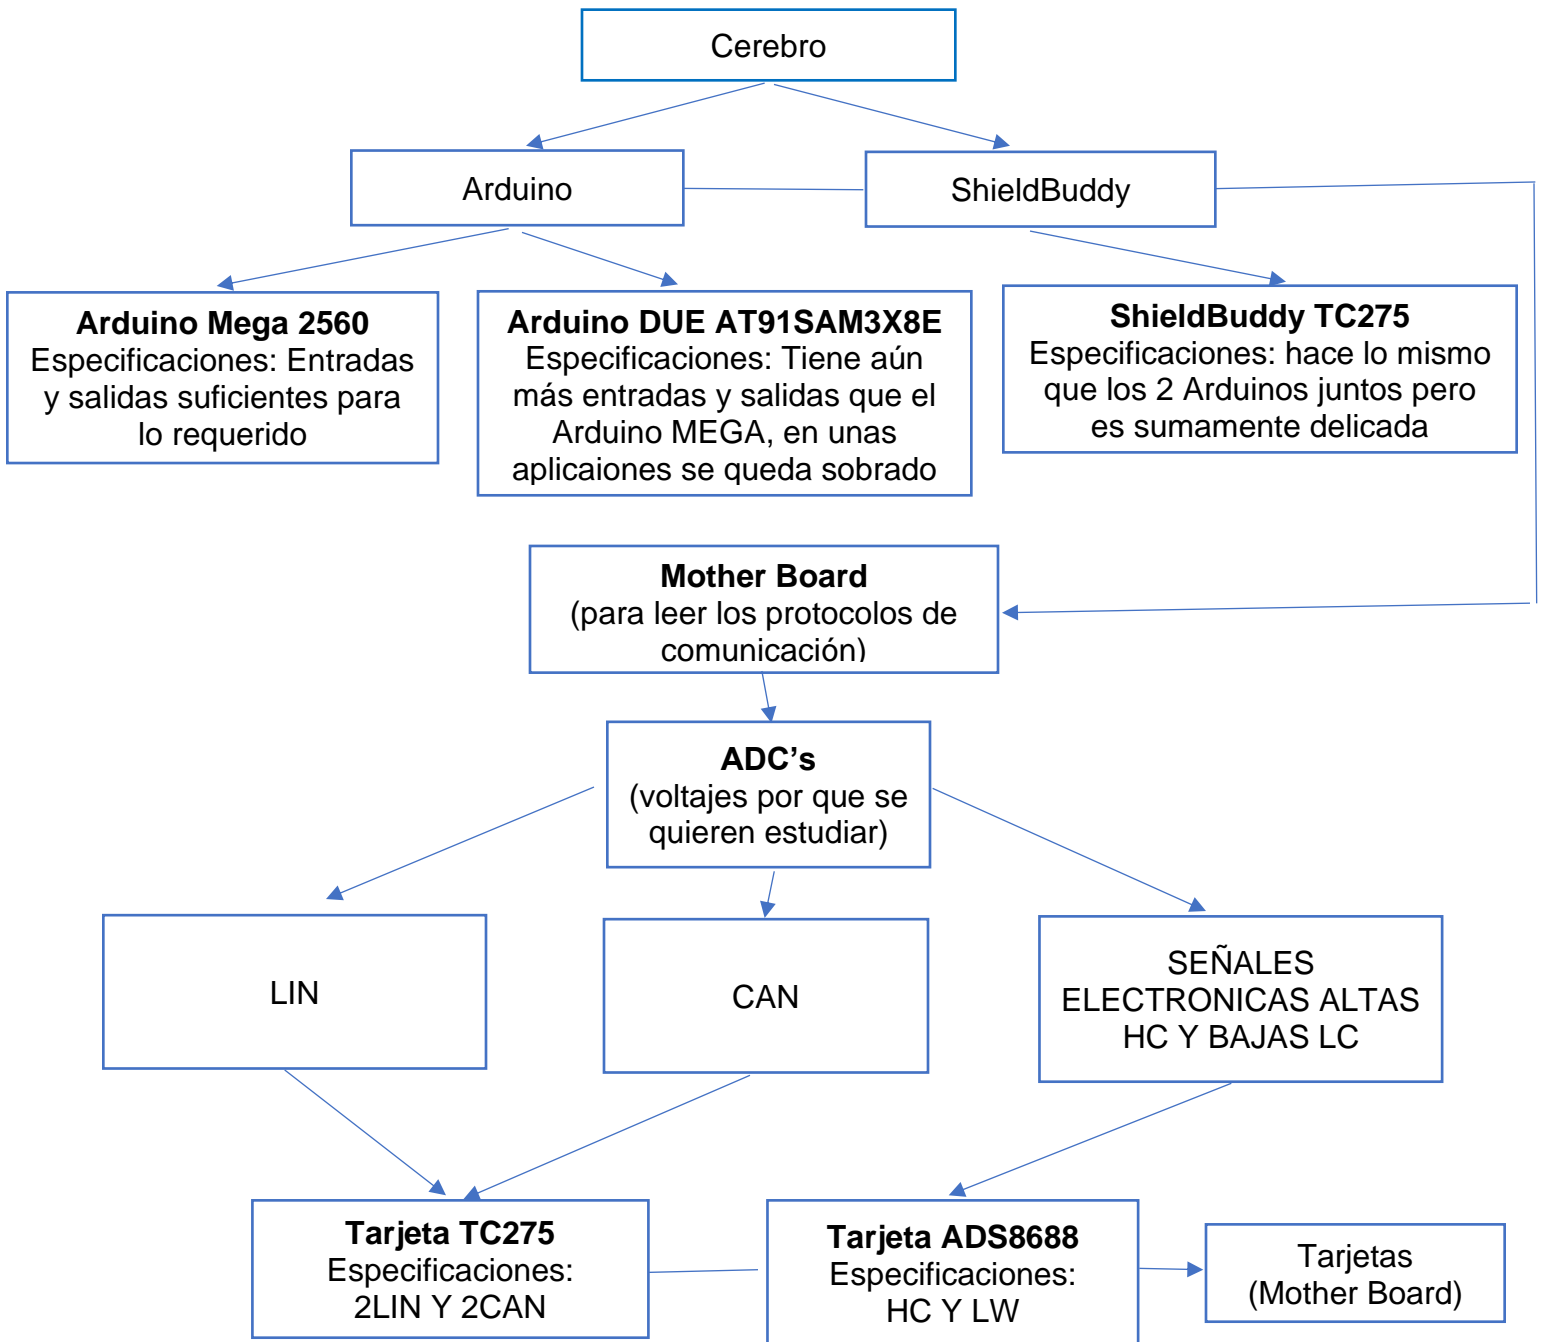 Cerebro
Arduino
ShieldBuddy
Arduino Mega 2560
Especificaciones: Entradas
y salidas suficientes para
lo requerido
Arduino DUE AT91SAM3X8E
Especificaciones: Tiene aún
más entradas y salidas que el
Arduino MEGA, en unas
aplicaiones se queda sobrado
ShieldBuddy TC275
Especificaciones: hace lo mismo
que los 2 Arduinos juntos pero
es sumamente delicada
Mother Board
(para leer los protocolos de
comunicación)
ADC’s
(voltajes por que se
quieren estudiar)
LIN
CAN
SEÑALES
ELECTRONICAS ALTAS
HC Y BAJAS LC
Tarjeta TC275
Especificaciones:
2LIN Y 2CAN
Tarjeta ADS8688
Especificaciones:
HC Y LW
Tarjetas
(Mother Board)